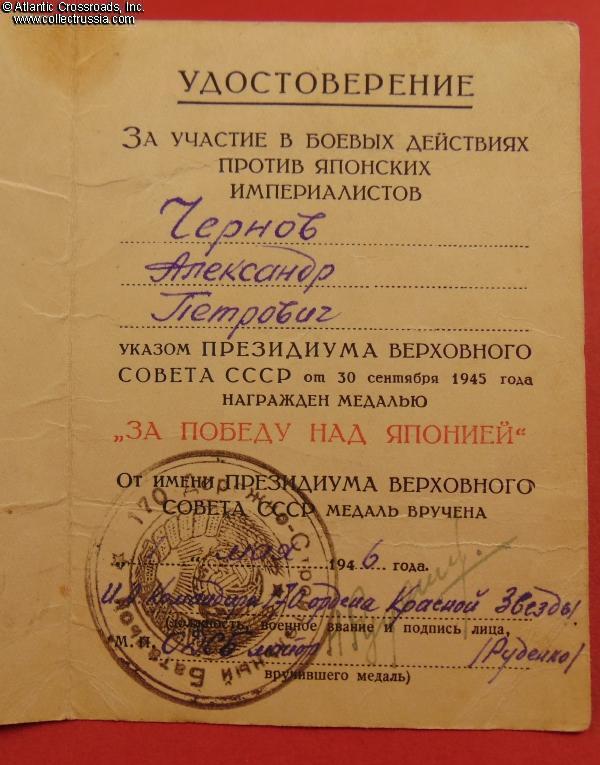 © Atlantic Crossroads, Inc.
www.collectrussia.com
УДОСТОВЕРЕНИЕ
ЗА УЧАСТИЕ В БОЕВЫХ ДЕЙСТВИЯХ
ПРОТИВ ЯПОНСКИХ
ИМПЕРИАЛИСТОВ
Чернов
Александр
Петрович
УКАЗОМ ПРЕЗИДИУМА ВЕРХОВНОГО
СОВЕТА СССР от 30 сентября 1945 года
НАГРАЖДЕН МЕДАЛЬЮ
„ЗА ПОБЕДУ НАД ЯПОНИЕЙ“
ОТ ИМЕНИ ПРЕЗИДИУМА ВЕРХОВНОГО
СОВЕТА СССР МЕДАЛЬ ВРУЧЕНА
мая 1946 года.
Командира 170 ордена Красной Звезды
(должность, военное звание и подпись лица,
М. П. майор /Руденко/
вручившего медаль)